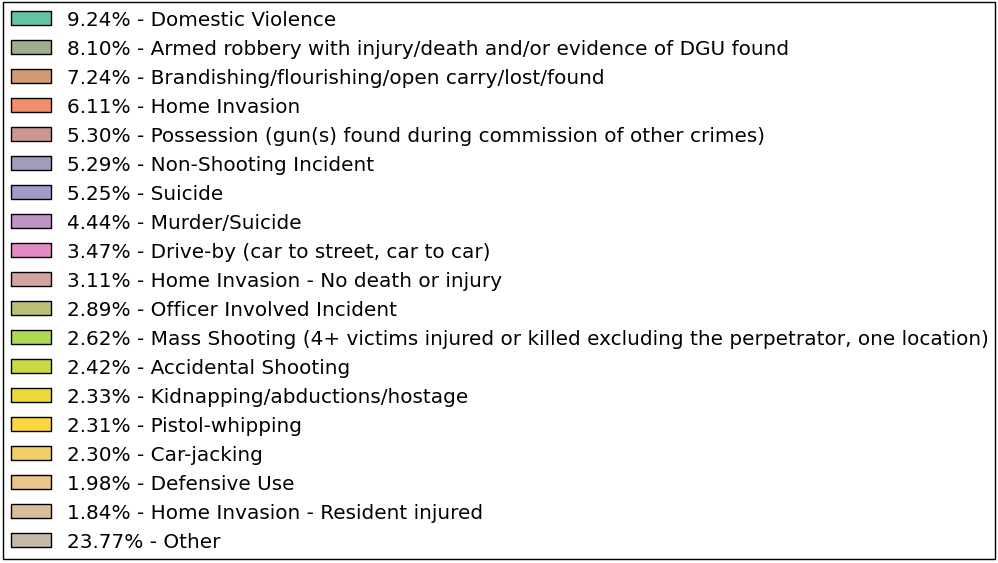 9.24% - Domestic Violence
8.10% - Armed robbery with injury/death and/or evidence of DGU found
7.24% - Brandishing/flourishing/open carry/lost/found
6.11% - Home Invasion
5.30% - Possession (gun(s) found during commission of other crimes)
5.29% - Non-Shooting Incident
5.25% - Suicide
4.44% - Murder/Suicide
3.47% - Drive-by (car to street, car to car)
3.11% - Home Invasion - No death or injury
2.89% - Officer Involved Incident
2.62% - Mass Shooting (4+ victims injured or killed excluding the perpetrator, one location)
2.42% - Accidental Shooting
2.33% - Kidnapping/abductions/hostage
2.31% - Pistol-whipping
2.30% - Car-jacking
1.98% - Defensive Use
1.84% - Home Invasion - Resident injured
23.77% - Other